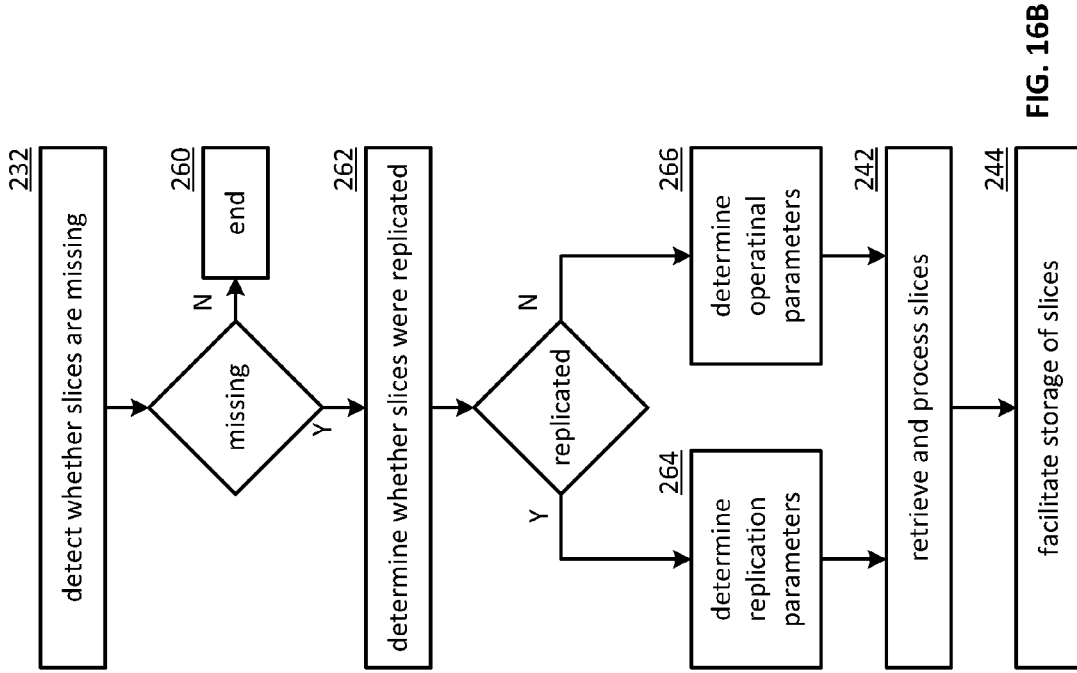 232
detect whether slices are missing
missing
N
260
end
Y
262
determine whether slices were replicated
replicated
Y
N
264
determine
replication
parameters
266
determine
operatinal
parameters
242
retrieve and process slices
244
facilitate storage of slices
FIG. 16B